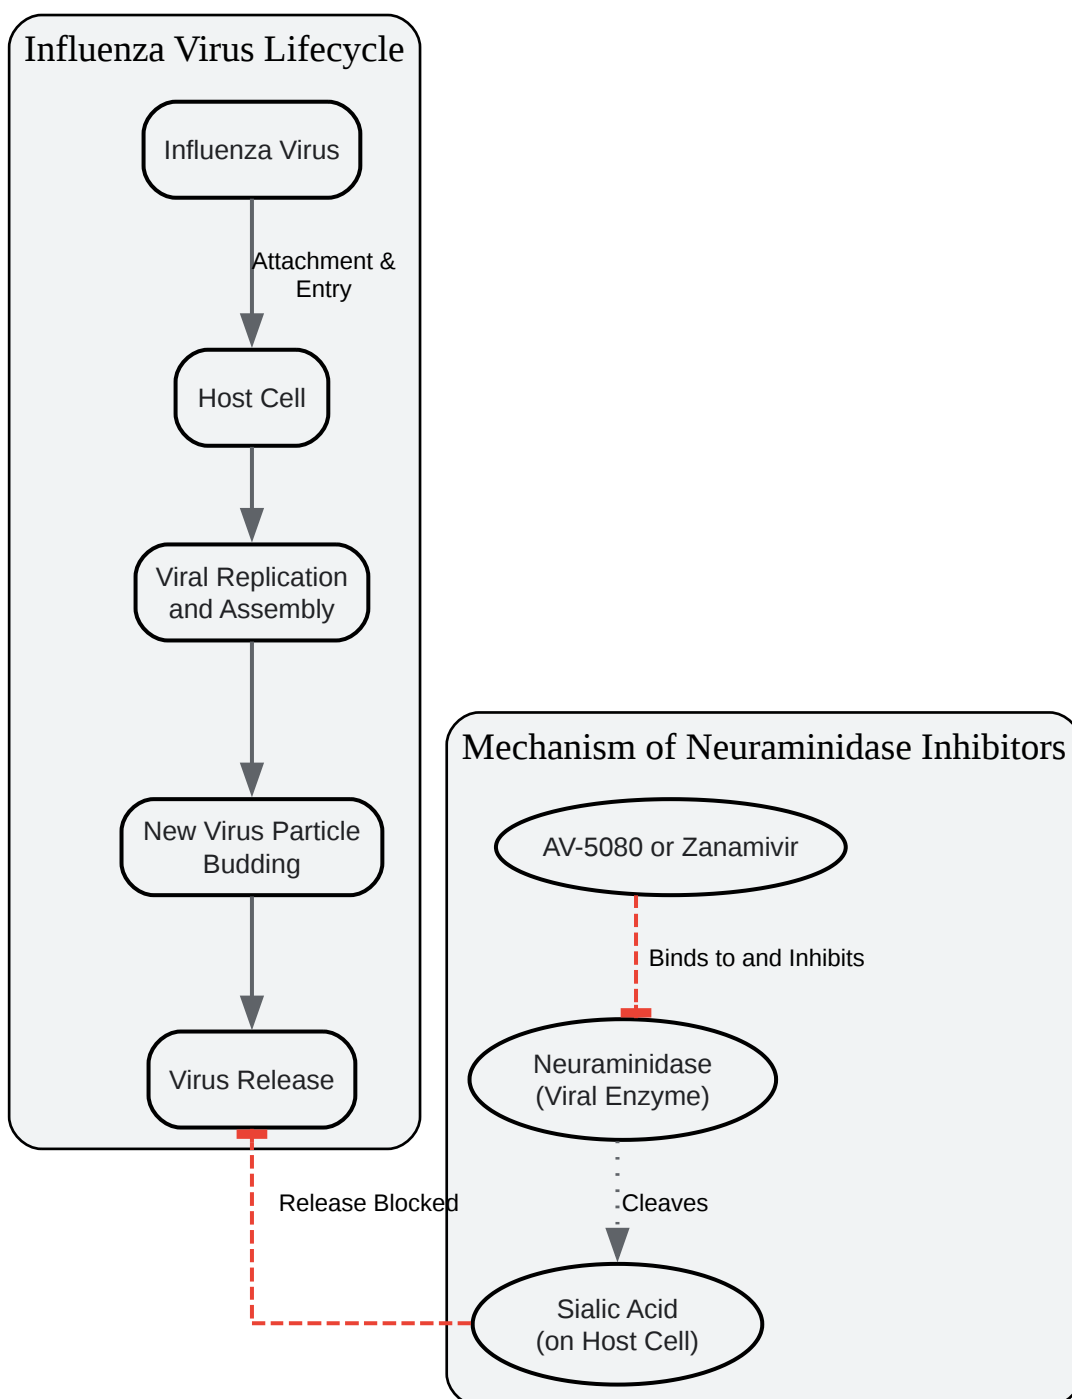 Influenza Virus Lifecycle
Influenza Virus
Attachment &
Entry
Host Cell
Viral Replication
and Assembly
New Virus Particle
Budding
Virus Release
Release Blocked
Mechanism of Neuraminidase Inhibitors
AV-5080 or Zanamivir
Binds to and Inhibits
Neuraminidase
(Viral Enzyme)
Cleaves
Sialic Acid
(on Host Cell)